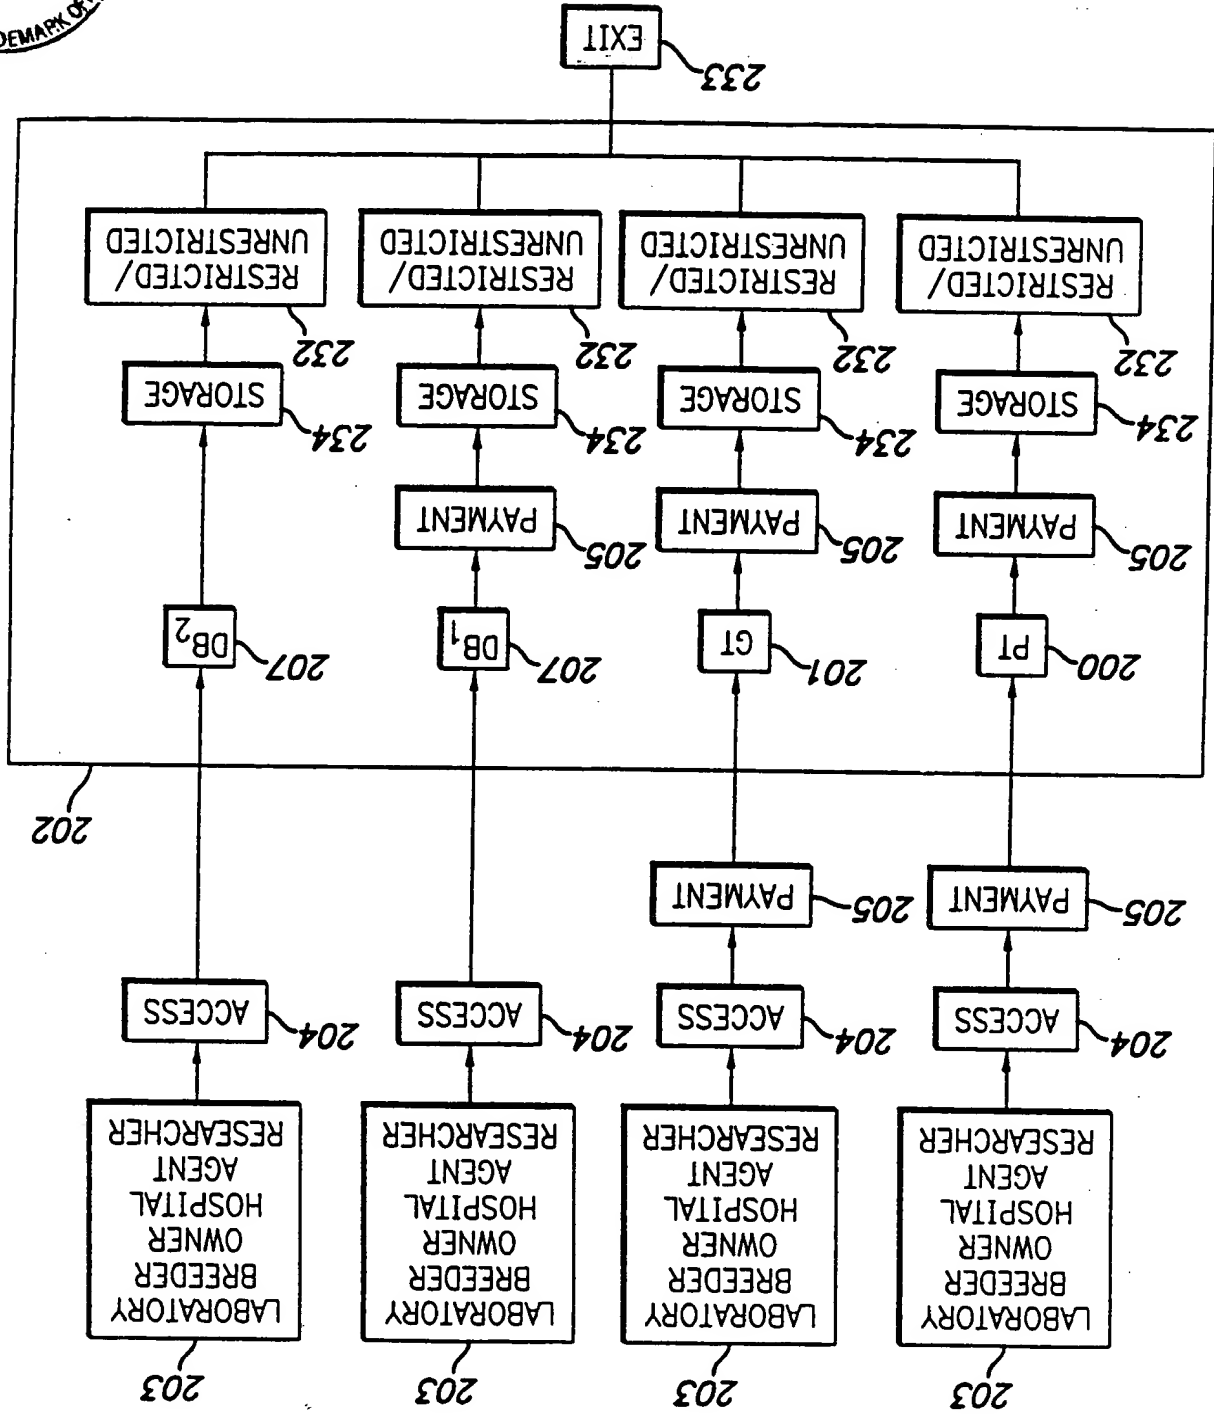 203
LABORATORY
BREEDER
OWNER
HOSPITAL
AGENT
RESEARCHER
204
ACCESS
205
PAYMENT
200
PT
205
PAYMENT
234
STORAGE
232
RESTRICTED/
UNRESTRICTED
203
LABORATORY
BREEDER
OWNER
HOSPITAL
AGENT
RESEARCHER
204
ACCESS
205
PAYMENT
201
GT
205
PAYMENT
234
STORAGE
232
RESTRICTED/
UNRESTRICTED
203
LABORATORY
BREEDER
OWNER
HOSPITAL
AGENT
RESEARCHER
204
ACCESS
207
DB1
205
PAYMENT
234
STORAGE
232
RESTRICTED/
UNRESTRICTED
203
LABORATORY
BREEDER
OWNER
HOSPITAL
AGENT
RESEARCHER
204
ACCESS
202
207
DB2
234
STORAGE
232
RESTRICTED/
UNRESTRICTED
233
EXIT
DEMARK OF